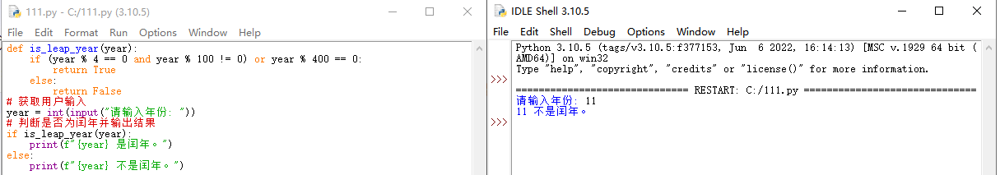 111.py - C:/111.py (3.10.5)
File Edit Format Run Options Window Help
def is_leap_year(year):
    if (year % 4 == 0 and year % 100 != 0) or year % 400 == 0:
        return True
    else:
        return False
# 获取用户输入
year = int(input("请输入年份: "))
# 判断是否为闰年并输出结果
if is_leap_year(year):
    print(f"{year} 是闰年。")
else:
    print(f"{year} 不是闰年。")
IDLE Shell 3.10.5
File Edit Shell Debug Options Window Help
Python 3.10.5 (tags/v3.10.5:f377153, Jun  6 2022, 16:14:13) [MSC v.1929 64 bit (
AMD64)] on win32
Type "help", "copyright", "credits" or "license()" for more information.
>>>
============================== RESTART: C:/111.py ==============================
请输入年份: 11
11 不是闰年。
>>>